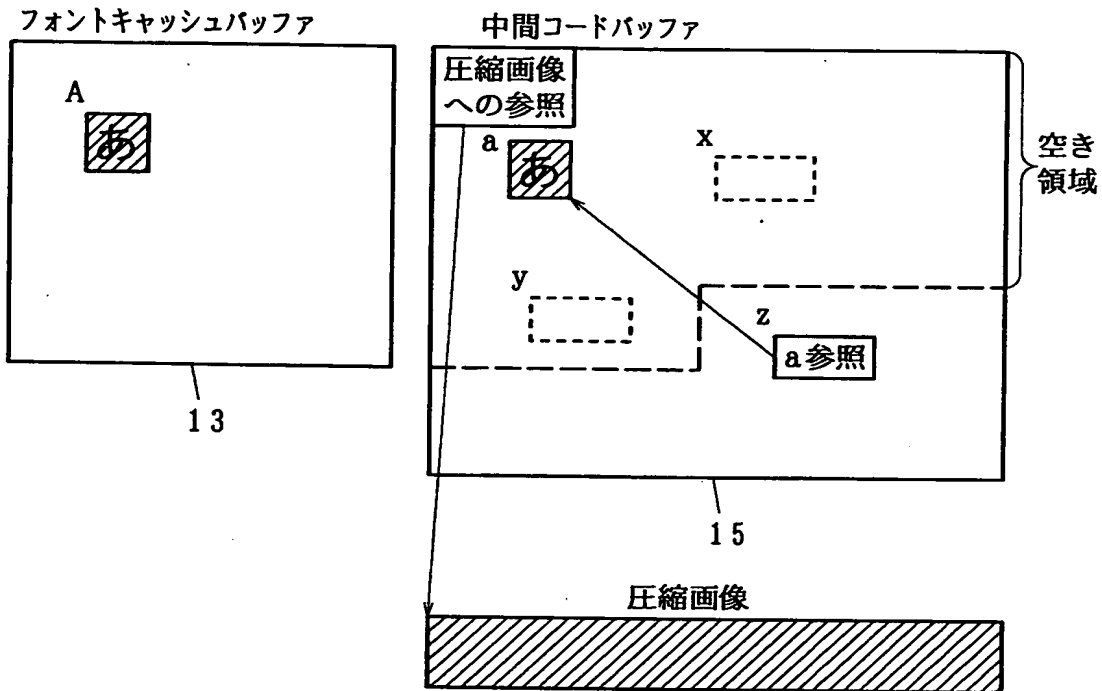 フォントキャッシュバッファ
A
あ
13
中間コードバッファ
圧縮画像
への参照
a
あ
x
空き
領域
y
z
a参照
15
圧縮画像